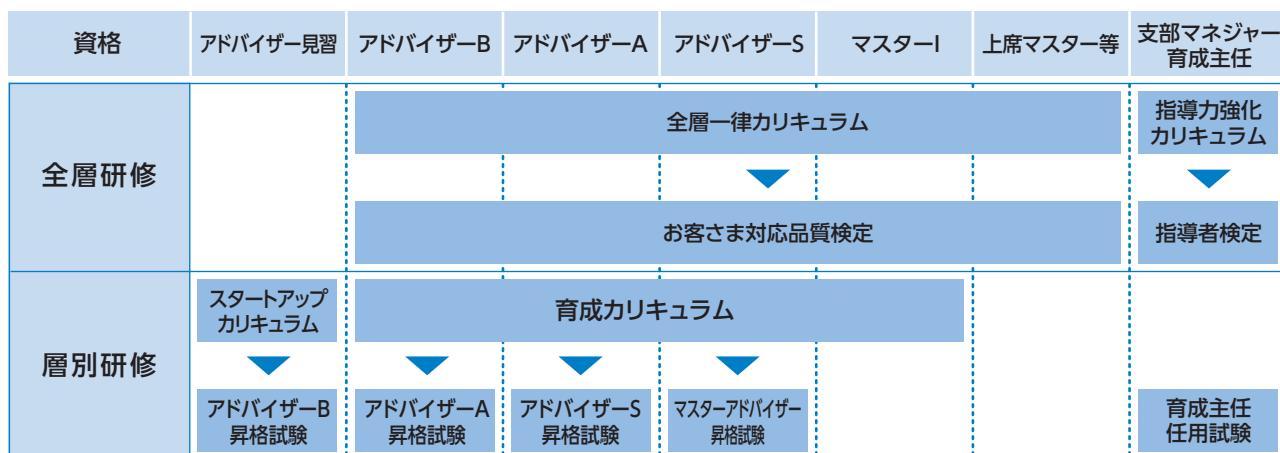 資格
アドバイザー見習
アドバイザーB
アドバイザーA
アドバイザーS
マスターI
上席マスター等
支部マネジャー
育成主任
全層研修
全層一律カリキュラム
指導力強化
カリキュラム
お客さま対応品質検定
指導者検定
層別研修
スタートアップ
カリキュラム
育成カリキュラム
アドバイザーB
昇格試験
アドバイザーA
昇格試験
アドバイザーS
昇格試験
マスターアドバイザー
昇格試験
育成主任
任用試験